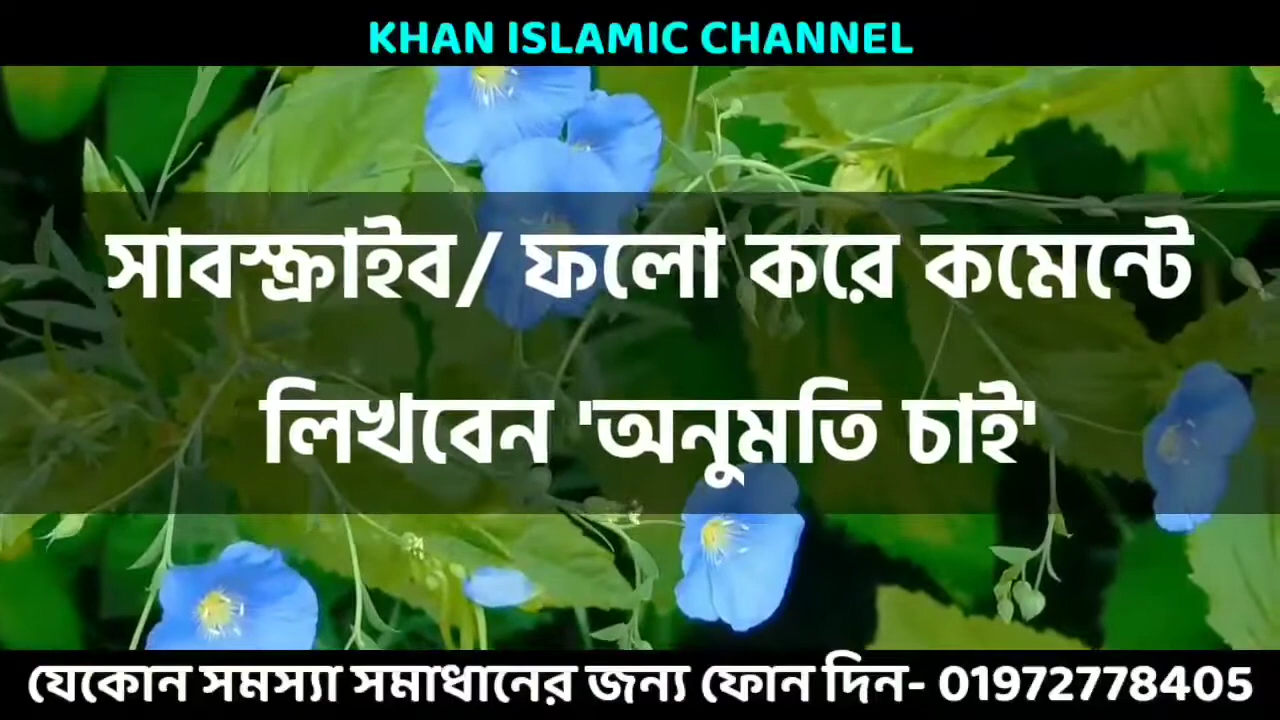 KHAN ISLAMIC CHANNEL
সাবস্ক্রাইব/ ফলো করে কমেন্টে
লিখবেন 'অনুমতি চাই'
যেকোন সমস্যা সমাধানের জন্য ফোন দিন- 01972778405